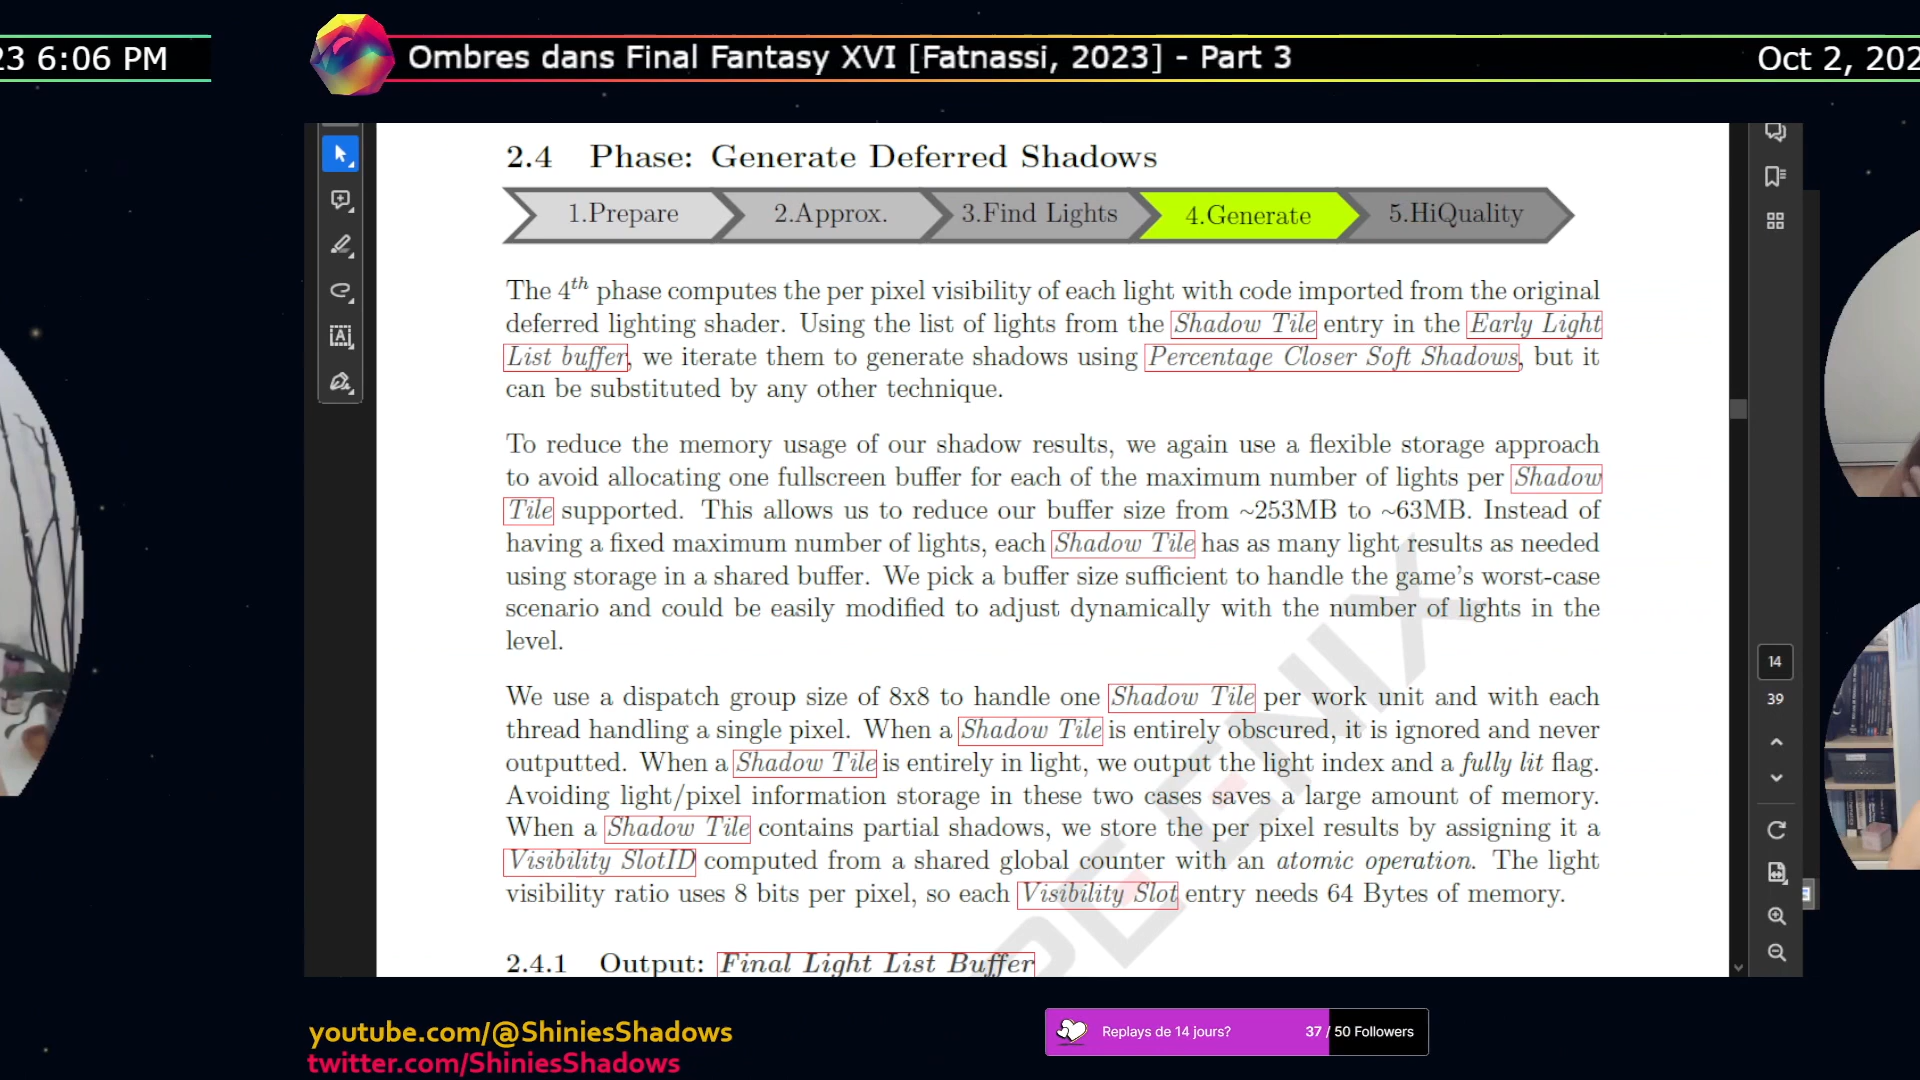 23 6:06 PM
Ombres dans Final Fantasy XVI [Fatnassi, 2023] - Part 3
Oct 2, 202
2.4 Phase: Generate Deferred Shadows
1.Prepare 2.Approx. 3.Find Lights 4.Generate 5.HiQuality
The 4th phase computes the per pixel visibility of each light with code imported from the original
deferred lighting shader. Using the list of lights from the Shadow Tile entry in the Early Light
List buffer, we iterate them to generate shadows using Percentage Closer Soft Shadows, but it
can be substituted by any other technique.
To reduce the memory usage of our shadow results, we again use a flexible storage approach
to avoid allocating one fullscreen buffer for each of the maximum number of lights per Shadow
Tile supported. This allows us to reduce our buffer size from ~253MB to ~63MB. Instead of
having a fixed maximum number of lights, each Shadow Tile has as many light results as needed
using storage in a shared buffer. We pick a buffer size sufficient to handle the game's worst-case
scenario and could be easily modified to adjust dynamically with the number of lights in the
level.
We use a dispatch group size of 8x8 to handle one Shadow Tile per work unit and with each
thread handling a single pixel. When a Shadow Tile is entirely obscured, it is ignored and never
outputted. When a Shadow Tile is entirely in light, we output the light index and a fully lit flag.
Avoiding light/pixel information storage in these two cases saves a large amount of memory.
When a Shadow Tile contains partial shadows, we store the per pixel results by assigning it a
Visibility SlotID computed from a shared global counter with an atomic operation. The light
visibility ratio uses 8 bits per pixel, so each Visibility Slot entry needs 64 Bytes of memory.
2.4.1 Output: Final Light List Buffer
PE ENIX
14
39
youtube.com/@ShiniesShadows
twitter.com/ShiniesShadows
Replays de 14 jours? 37 / 50 Followers